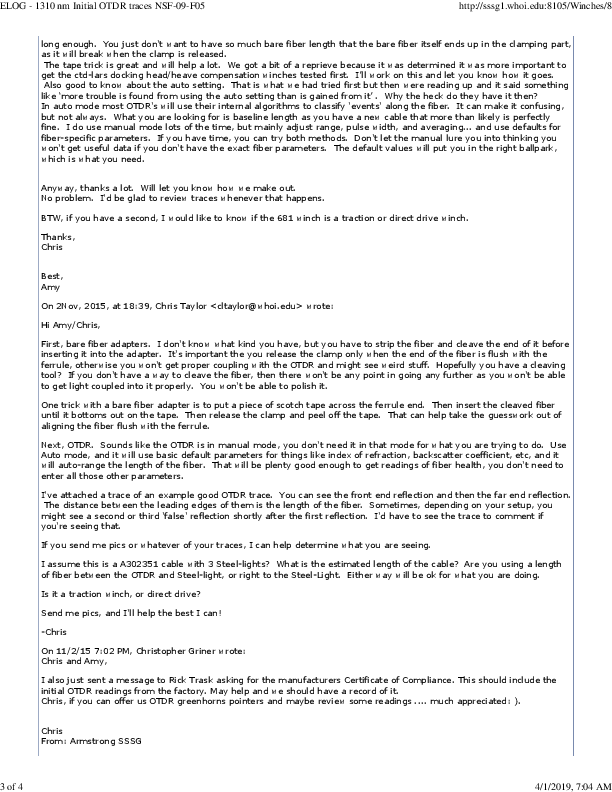 ELOG - 1310 nm Initial OTDR traces NSF-09-F05
http://sssg1.whoi.edu:8105/Winches/8
long enough. You just don't want to have so much bare fiber length that the bare fiber itself ends up in the clamping part,
as it will break when the clamp is released.
The tape trick is great and will help a lot. We got a bit of a reprieve because it was determined it was more important to
get the ctd-lars docking head/heave compensation winches tested first. I'll work on this and let you know how it goes.
Also good to know about the auto setting. That is what we had tried first but then were reading up and it said something
like 'more trouble is found from using the auto setting than is gained from it'. Why the heck do they have it then?
In auto mode most OTDR's will use their internal algorithms to classify 'events' along the fiber. It can make it confusing,
but not always. What you are looking for is baseline length as you have a new cable that more than likely is perfectly
fine. I do use manual mode lots of the time, but mainly adjust range, pulse width, and averaging... and use defaults for
fiber-specific parameters. If you have time, you can try both methods. Don't let the manual lure you into thinking you
won't get useful data if you don't have the exact fiber parameters. The default values will put you in the right ballpark,
which is what you need.
Anyway, thanks a lot. Will let you know how we make out.
No problem. I'd be glad to review traces whenever that happens.
BTW, if you have a second, I would like to know if the 681 winch is a traction or direct drive winch.
Thanks,
Chris
Best,
Amy
On 2Nov, 2015, at 18:39, Chris Taylor <cltaylor@whoi.edu> wrote:
Hi Amy/Chris,
First, bare fiber adapters. I don't know what kind you have, but you have to strip the fiber and cleave the end of it before
inserting it into the adapter. It's important the you release the clamp only when the end of the fiber is flush with the
ferrule, otherwise you won't get proper coupling with the OTDR and might see weird stuff. Hopefully you have a cleaving
tool? If you don't have a way to cleave the fiber, then there won't be any point in going any further as you won't be able
to get light coupled into it properly. You won't be able to polish it.
One trick with a bare fiber adapter is to put a piece of scotch tape across the ferrule end. Then insert the cleaved fiber
until it bottoms out on the tape. Then release the clamp and peel off the tape. That can help take the guesswork out of
aligning the fiber flush with the ferrule.
Next, OTDR. Sounds like the OTDR is in manual mode, you don't need it in that mode for what you are trying to do. Use
Auto mode, and it will use basic default parameters for things like index of refraction, backscatter coefficient, etc, and it
will auto-range the length of the fiber. That will be plenty good enough to get readings of fiber health, you don't need to
enter all those other parameters.
I've attached a trace of an example good OTDR trace. You can see the front end reflection and then the far end reflection.
The distance between the leading edges of them is the length of the fiber. Sometimes, depending on your setup, you
might see a second or third 'false' reflection shortly after the first reflection. I'd have to see the trace to comment if
you're seeing that.
If you send me pics or whatever of your traces, I can help determine what you are seeing.
I assume this is a A302351 cable with 3 Steel-lights? What is the estimated length of the cable? Are you using a length
of fiber between the OTDR and Steel-light, or right to the Steel-Light. Either way will be ok for what you are doing.
Is it a traction winch, or direct drive?
Send me pics, and I'll help the best I can!
-Chris
On 11/2/15 7:02 PM, Christopher Griner wrote:
Chris and Amy,
I also just sent a message to Rick Trask asking for the manufacturers Certificate of Compliance. This should include the
initial OTDR readings from the factory. May help and we should have a record of it.
Chris, if you can offer us OTDR greenhorns pointers and maybe review some readings .... much appreciated: ).
Chris
From: Armstrong SSSG
3 of 4
4/1/2019, 7:04 AM